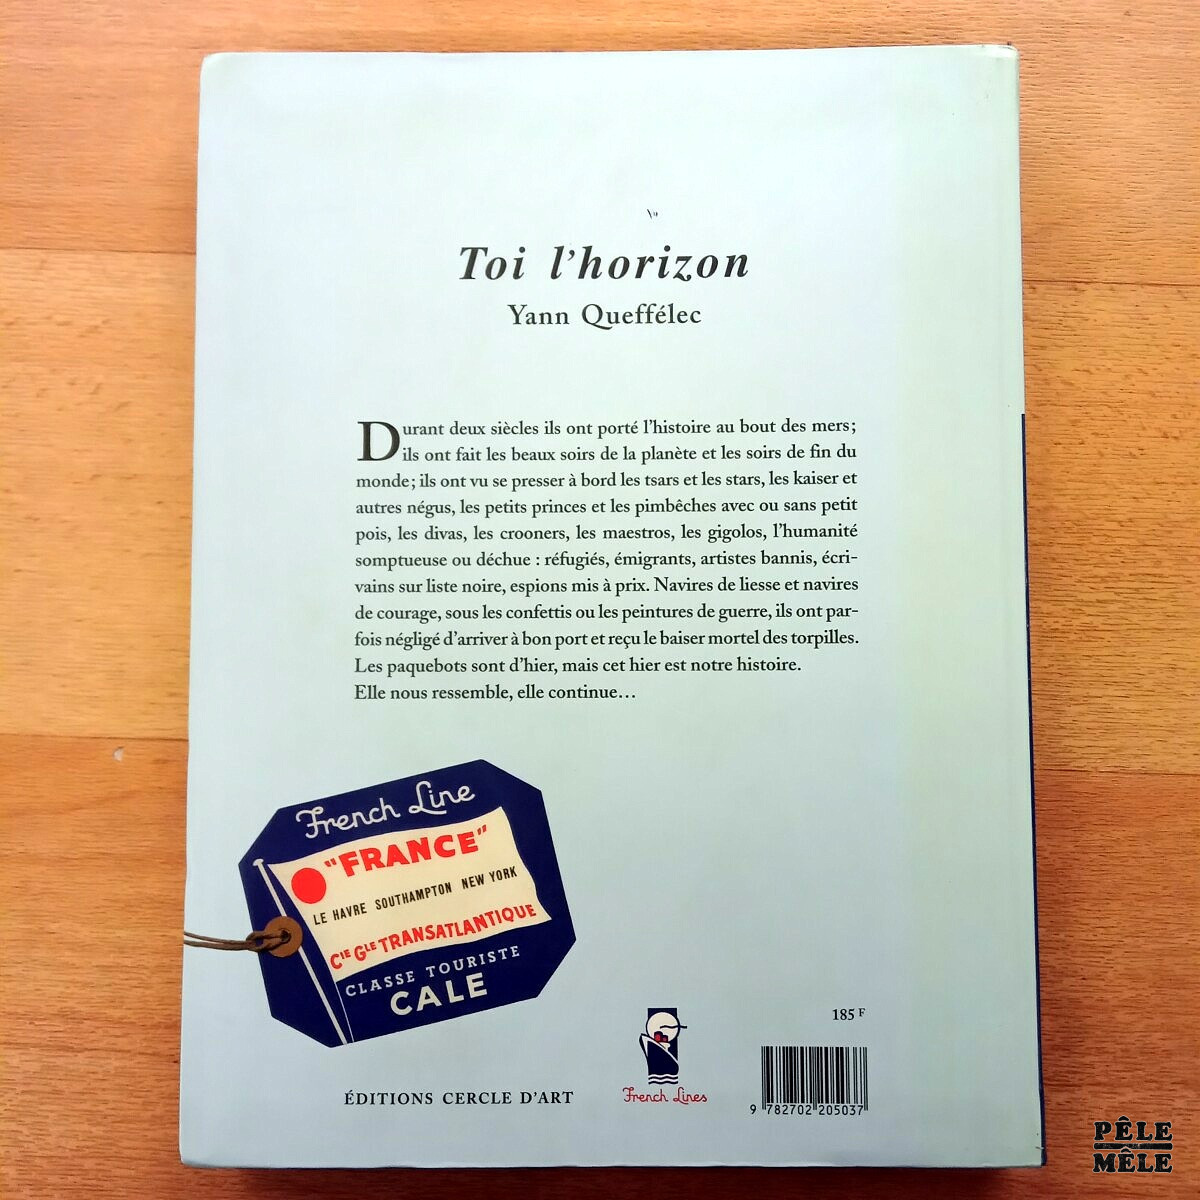 Toi l'horizon
Yann Queffélec
Durant deux siècles ils ont porté l'histoire au bout des mers;
ils ont fait les beaux soirs de la planète et les soirs de fin du
monde; ils ont vu se presser à bord les tsars et les stars, les kaiser et
autres négus, les petits princes et les pimbêches avec ou sans petit
pois, les divas, les crooners, les maestros, les gigolos, l'humanité
somptueuse ou déchue : réfugiés, émigrants, artistes bannis, écri-
vains sur liste noire, espions mis à prix. Navires de liesse et navires
de courage, sous les confettis ou les peintures de guerre, ils ont par-
fois négligé d'arriver à bon port et reçu le baiser mortel des torpilles.
Les paquebots sont d'hier, mais cet hier est notre histoire.
Elle nous ressemble, elle continue…
French Line
"FRANCE"
LE HAVRE SOUTHAMPTON NEW YORK
CIE GLE TRANSATLANTIQUE
CLASSE TOURISTE
CALE
185 F
ÉDITIONS CERCLE D'ART
French Lines
9 782702 205037
PÊLE
MÊLE